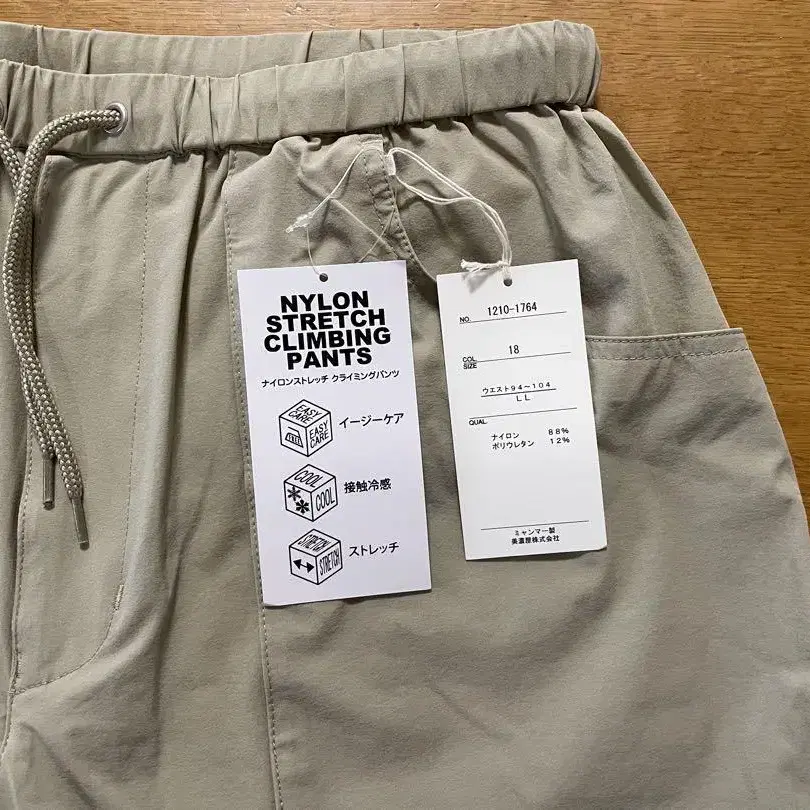 NYLON
STRETCH
CLIMBING
PANTS
ナイロンストレッチ クライミングパンツ
EASY CARE
EASY CARE
イージーケア
COOL
COOL
接触冷感
STRETCH
STRETCH
ストレッチ
NO. 1210-1764
COL. 18
SIZE
ウエスト94～104
LL
QUAL.
ナイロン 88%
ポリウレタン 12%
ミャンマー製
美濃屋株式会社